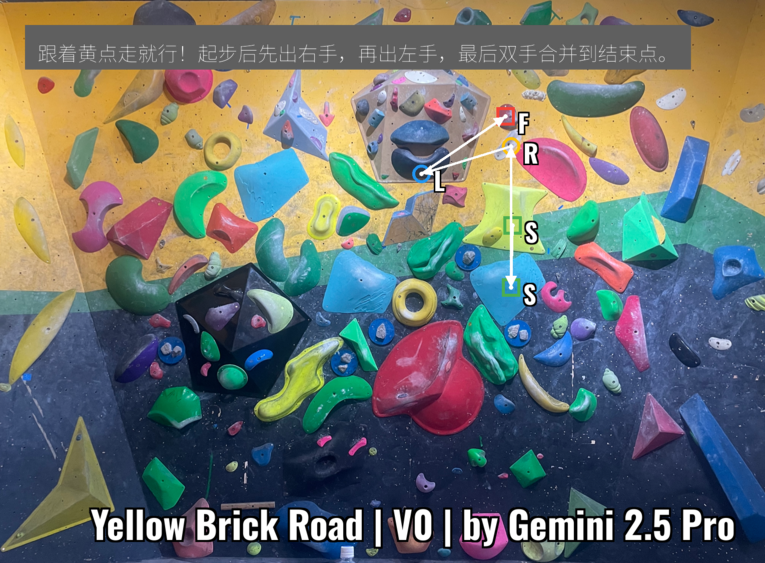 跟着黄点走就行！起步后先出右手，再出左手，最后双手合并到结束点。
F
R
L
S
S
Yellow Brick Road | V0 | by Gemini 2.5 Pro